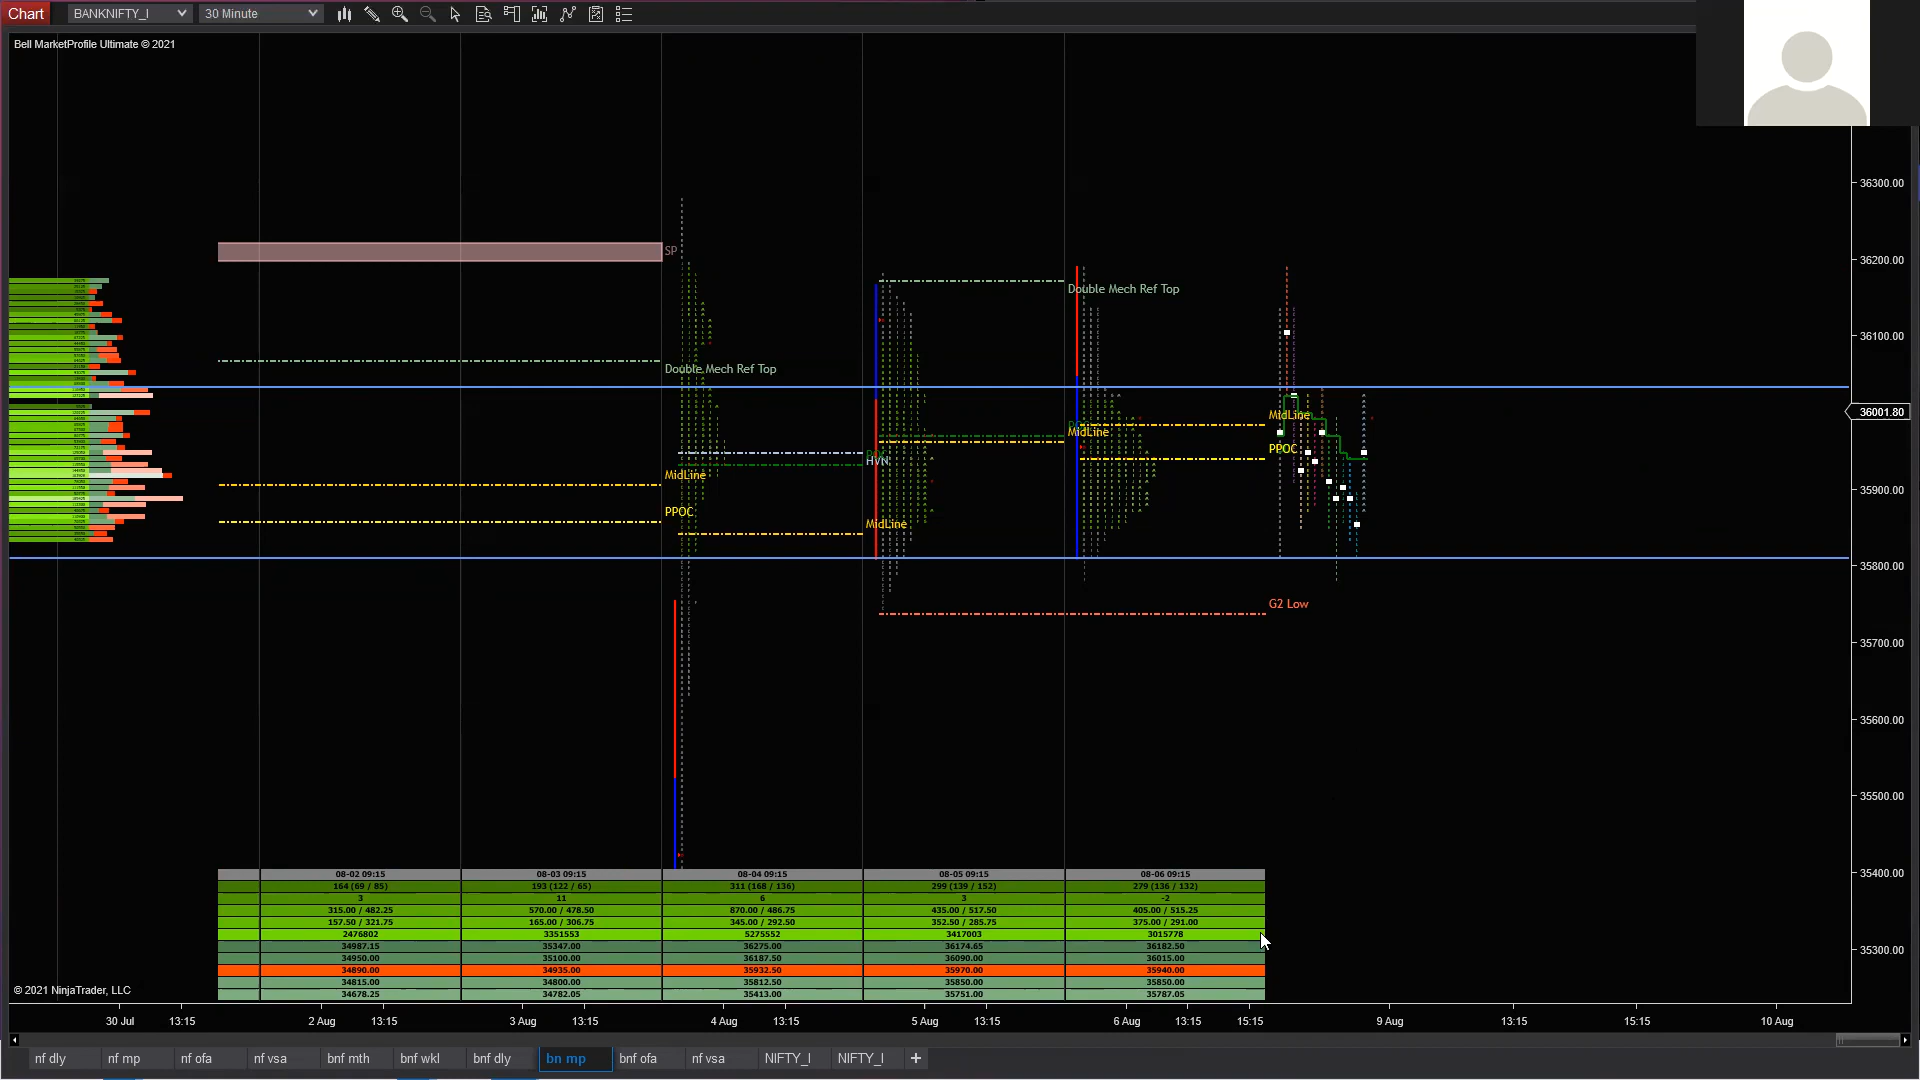 Chart BANKNIFTY_I 30 Minute
Bell MarketProfile Ultimate © 2021
36300.00
SP
36200.00
Double Mech Ref Top
36100.00
Double Mech Ref Top
36001.80
MidLine
MidLine
PPOC
HVN
MidLine
35900.00
PPOC
MidLine
35800.00
G2 Low
35700.00
35600.00
35500.00
35400.00
08-02 09:15 08-03 09:15 08-04 09:15 08-05 09:15 08-06 09:15
164 (69 / 85) 193 (122 / 65) 311 (168 / 136) 299 (139 / 152) 279 (136 / 132)
3 11 6 3 -2
315.00 / 482.25 570.00 / 478.50 870.00 / 486.75 435.00 / 517.50 405.00 / 515.25
157.50 / 321.75 165.00 / 306.75 345.00 / 292.50 352.50 / 285.75 375.00 / 291.00
2476802 3351553 5275552 3417003 3015778
34987.15 35347.00 36275.00 36174.65 36182.50
35300.00
34950.00 35100.00 36187.50 36090.00 36015.00
34890.00 34935.00 35932.50 35970.00 35940.00
34815.00 34800.00 35812.50 35850.00 35850.00
34678.25 34782.05 35413.00 35751.00 35787.05
© 2021 NinjaTrader, LLC
30 Jul 13:15 2 Aug 13:15 3 Aug 13:15 4 Aug 13:15 5 Aug 13:15 6 Aug 13:15 15:15 9 Aug 13:15 15:15 10 Aug
nf dly nf mp nf ofa nf vsa bnf mth bnf wkl bnf dly bn mp bnf ofa nf vsa NIFTY_I NIFTY_I +